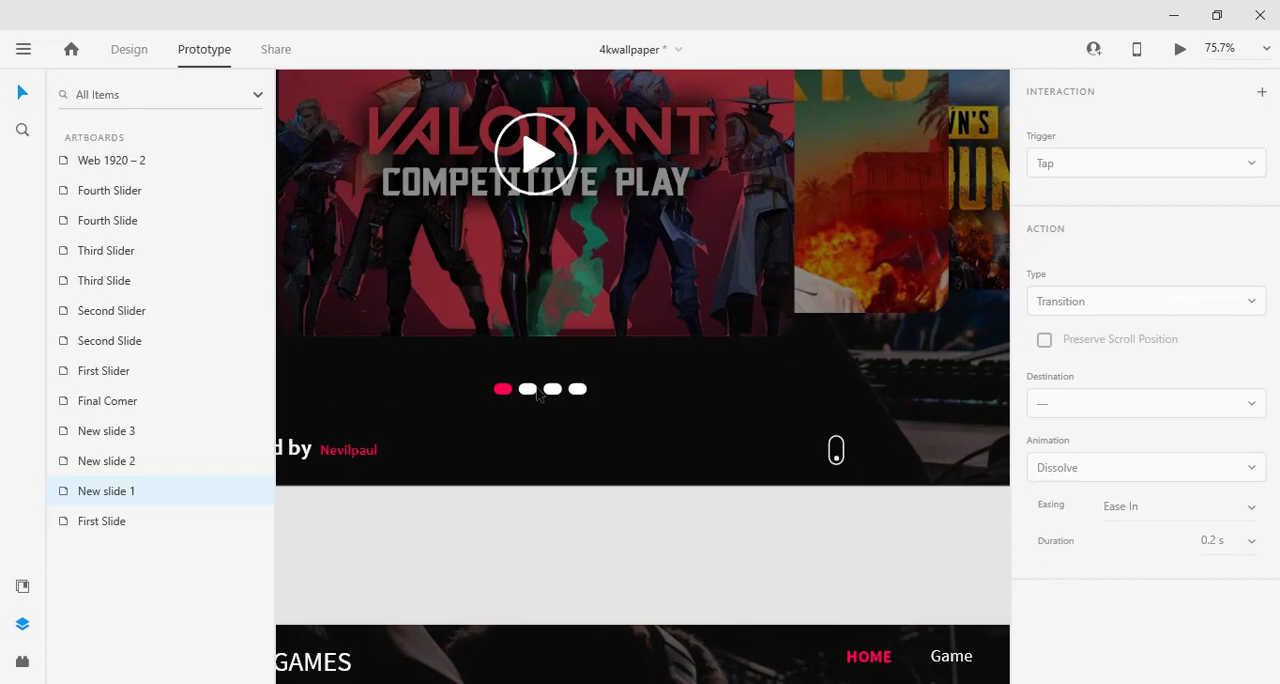 Design
Prototype
Share
4kwallpaper *
75.7%
All Items
ARTBOARDS
Web 1920 – 2
Fourth Slider
Fourth Slide
Third Slider
Third Slide
Second Slider
Second Slide
First Slider
Final Comer
New slide 3
New slide 2
New slide 1
First Slide
VALORANT
COMPETITIVE PLAY
WN'S
d by Nevilpaul
GAMES
HOME
Game
INTERACTION
Trigger
Tap
ACTION
Type
Transition
Preserve Scroll Position
Destination
—
Animation
Dissolve
Easing
Ease In
Duration
0.2 s